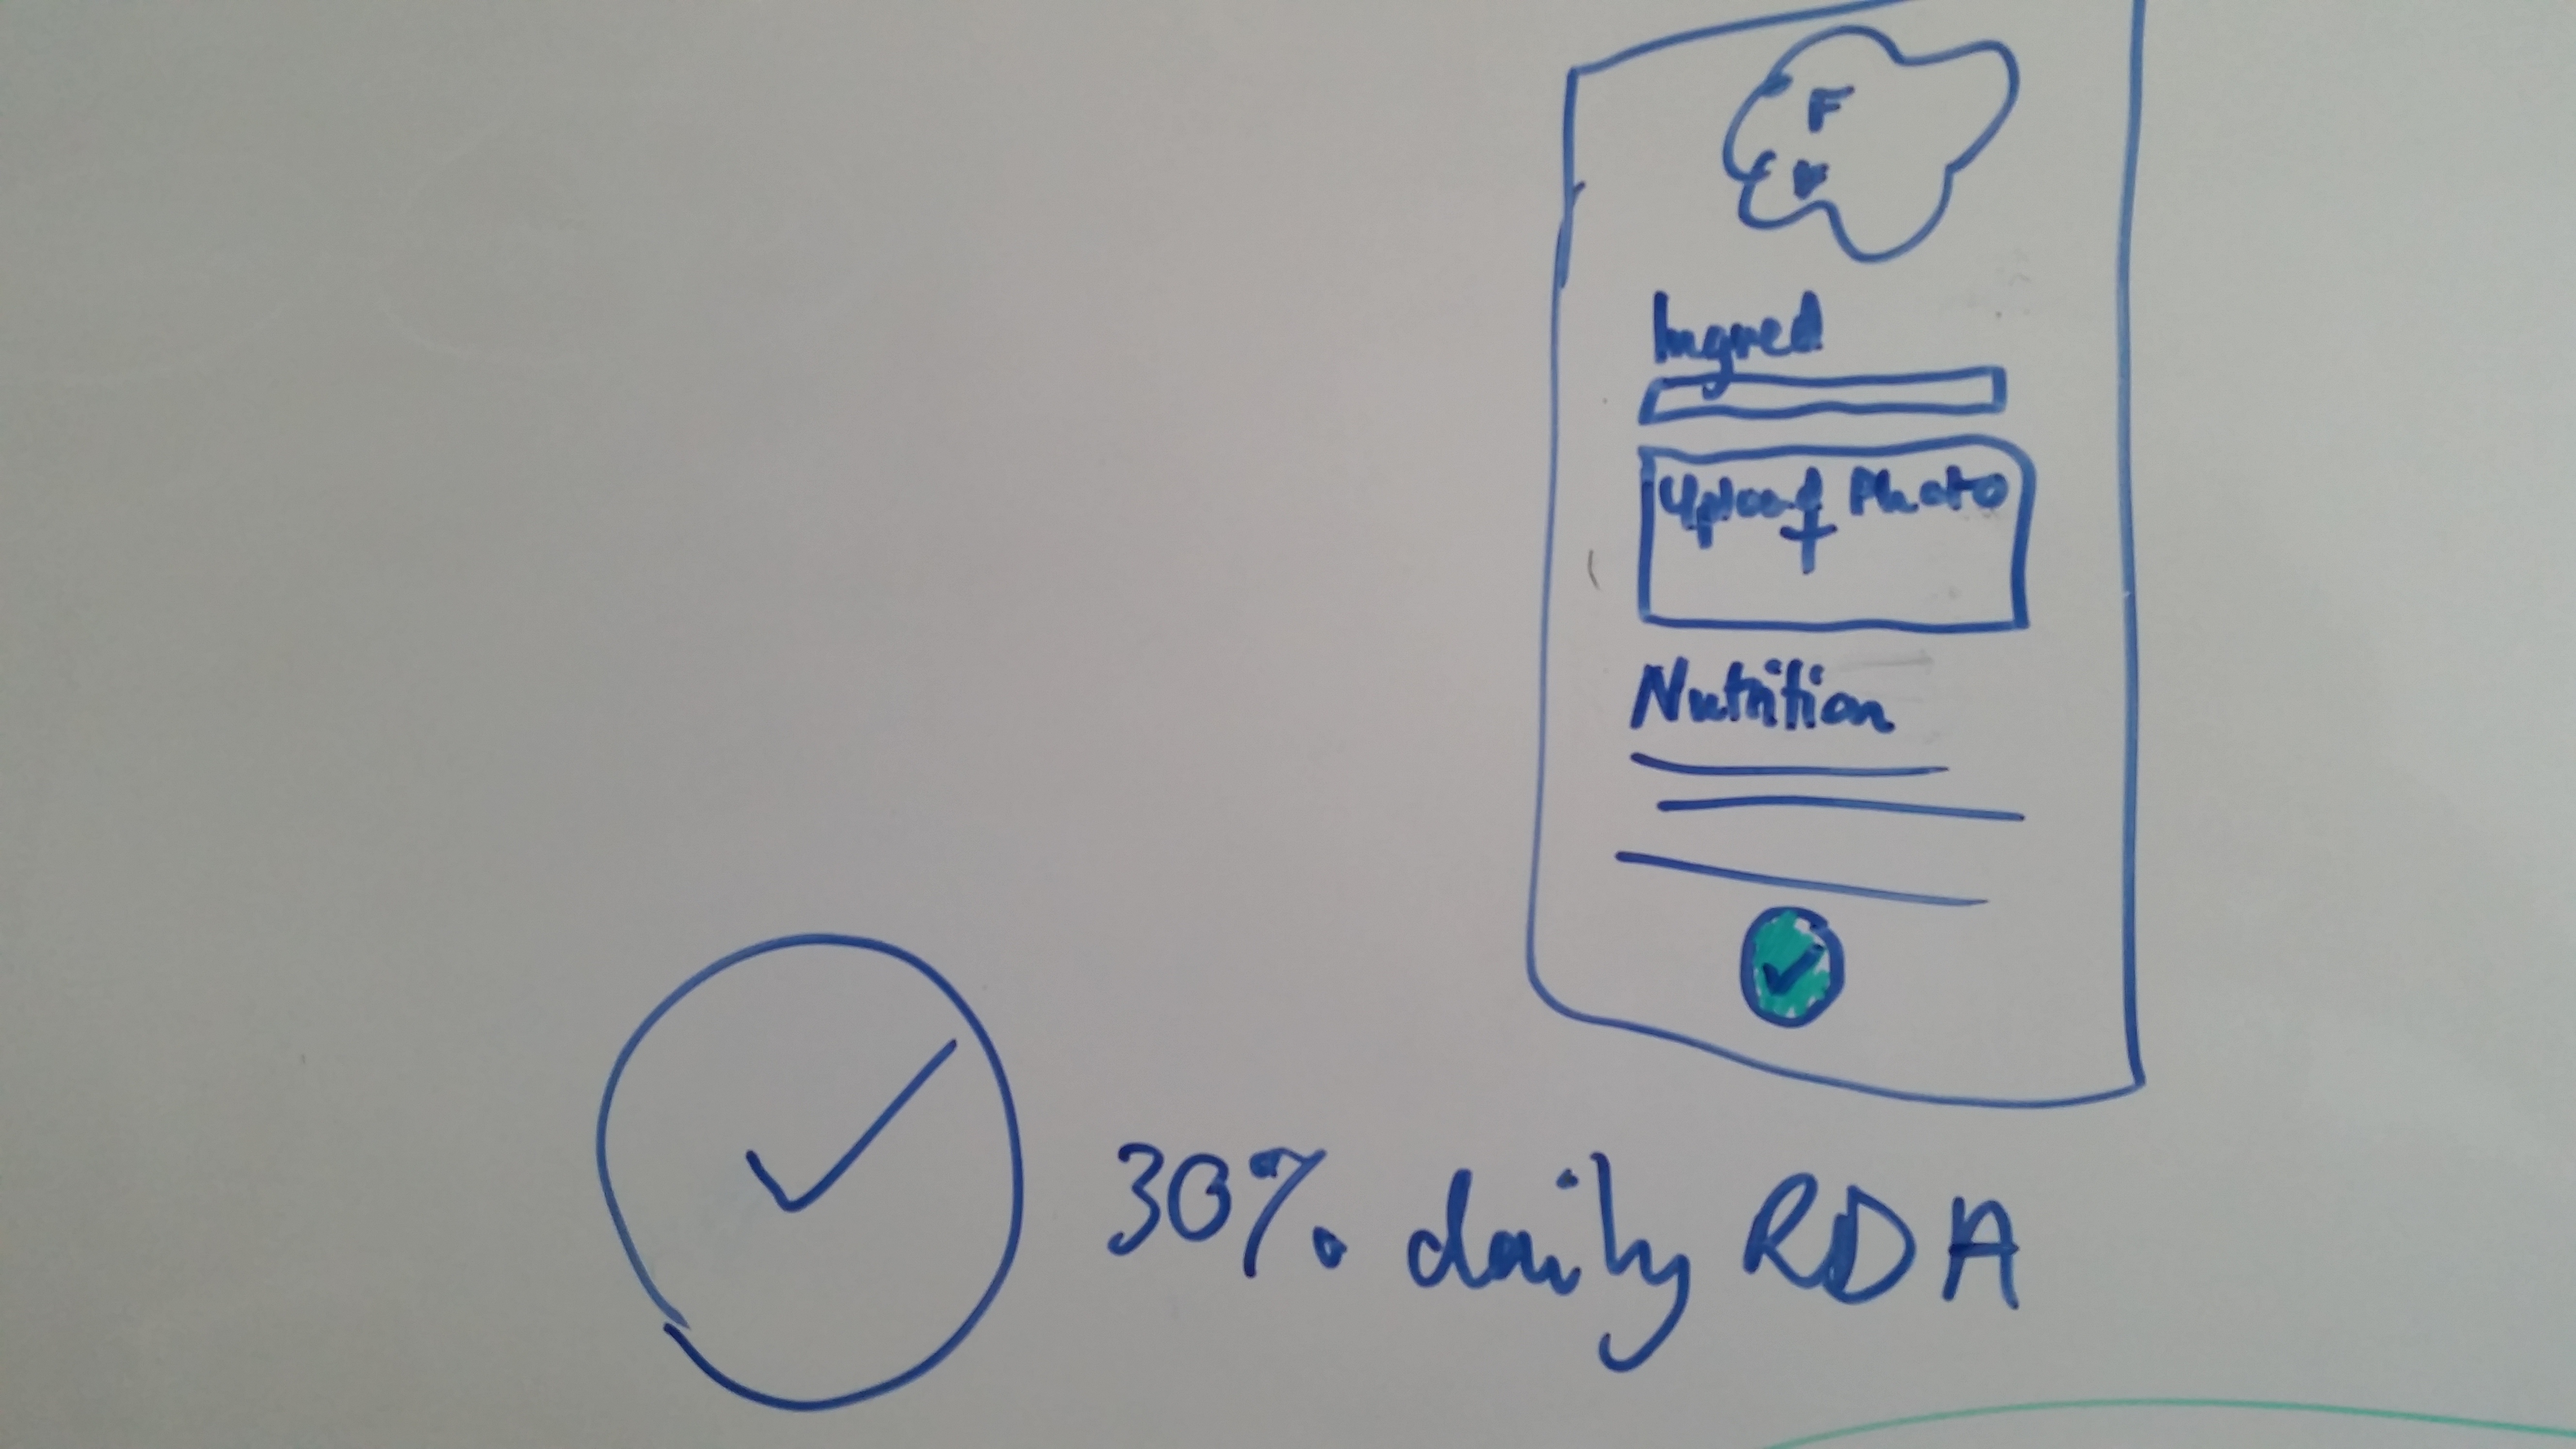 F
V
Ingred
Upload Photo
+
Nutrition
30% daily RDA